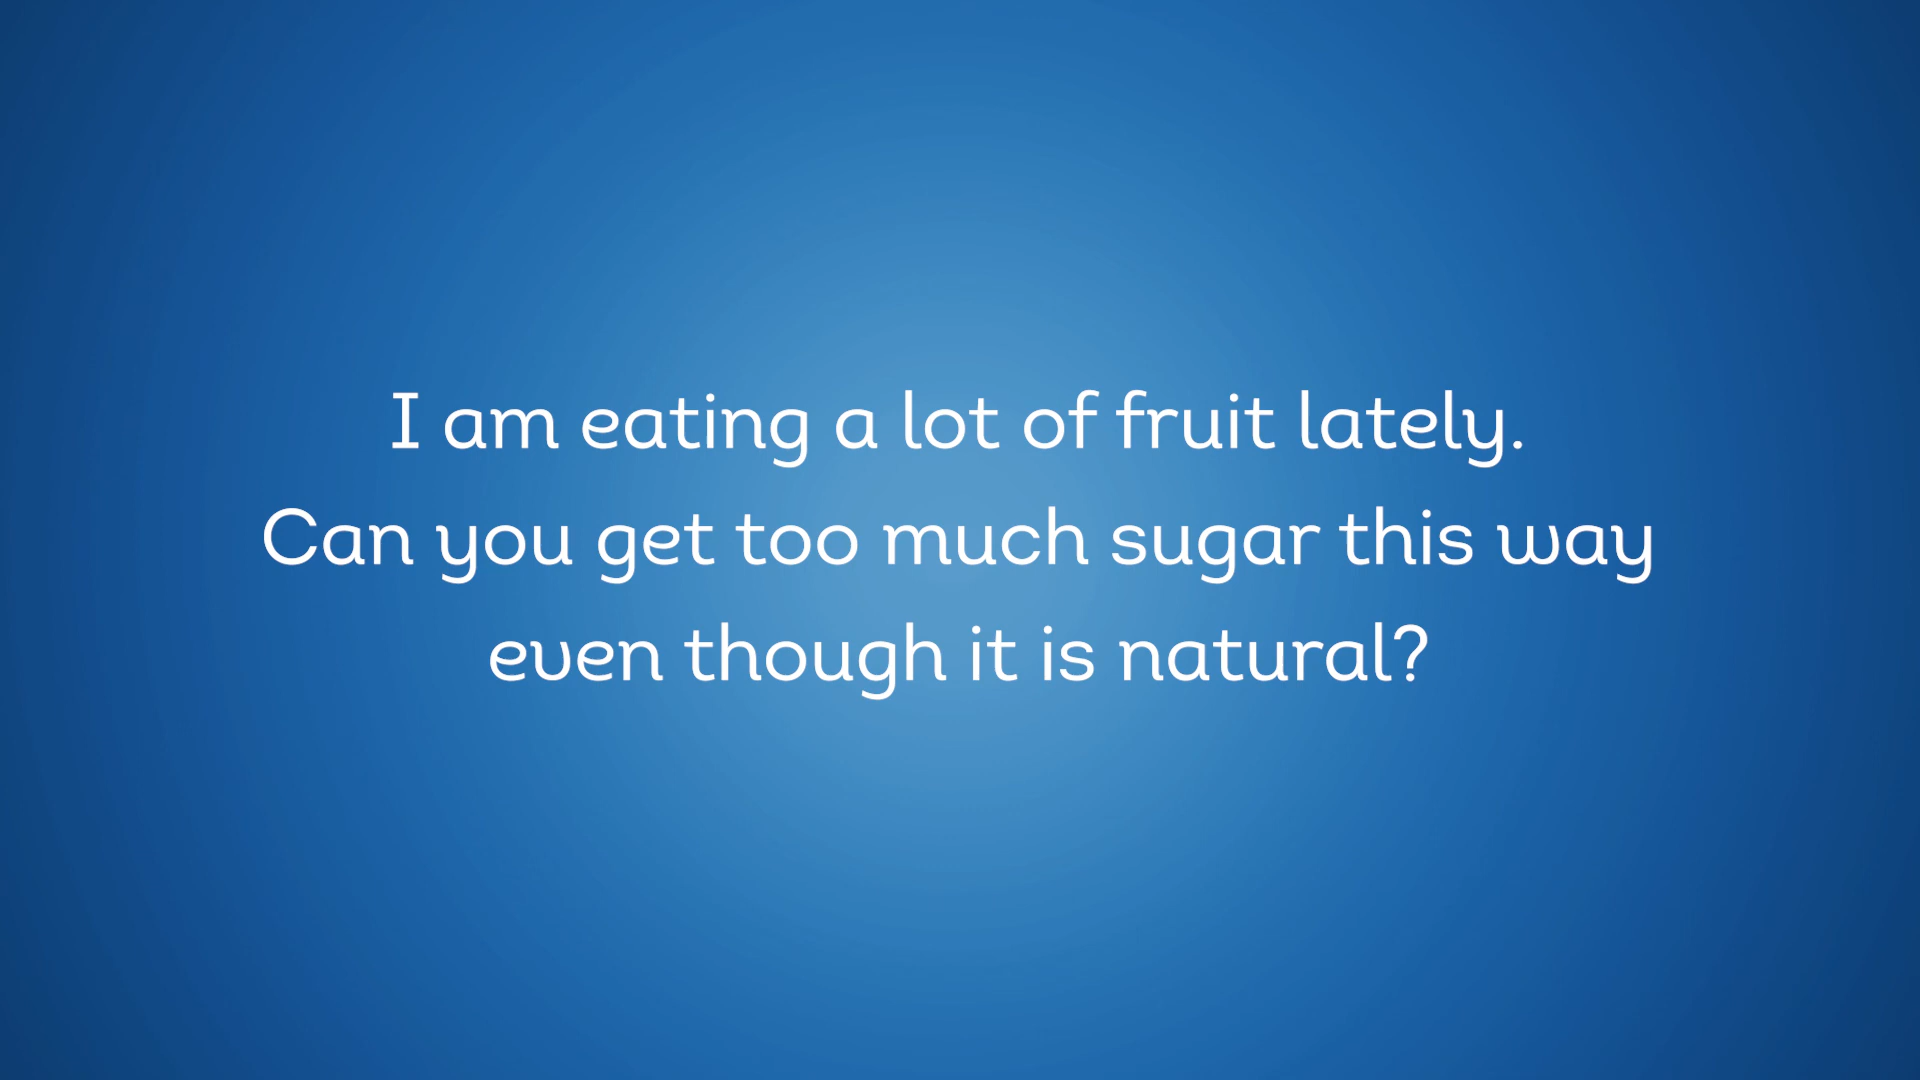 I am eating a lot of fruit lately.
Can you get too much sugar this way
even though it is natural?